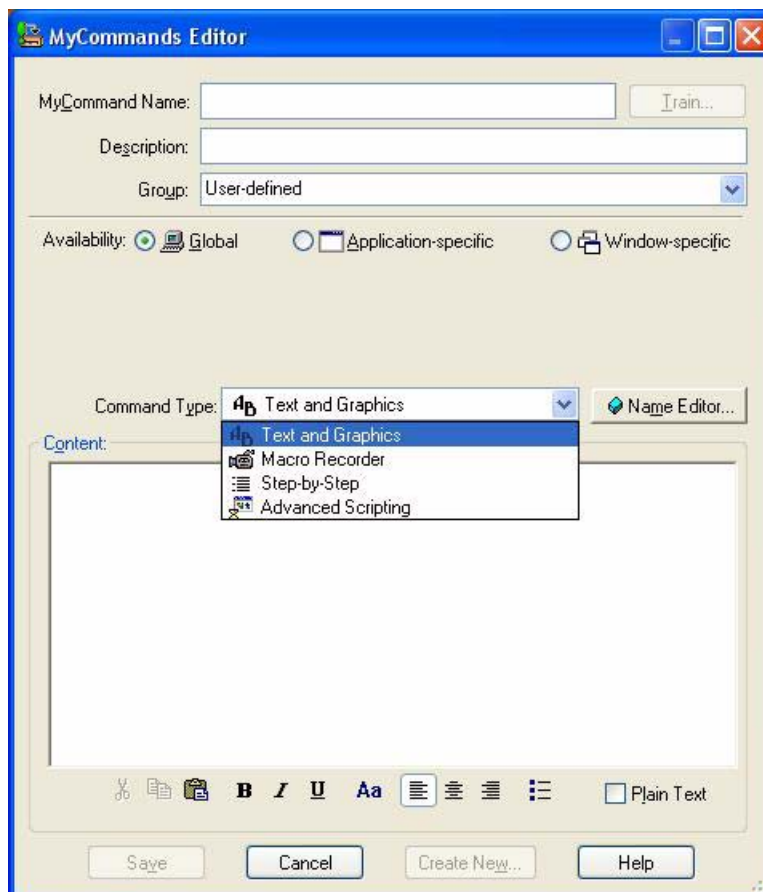 MyCommands Editor
MyCommand Name: Train...
Description:
Group: User-defined
Availability: Global Application-specific Window-specific
Command Type: AB Text and Graphics Name Editor...
AB Text and Graphics
Content:
Macro Recorder
Step-by-Step
Advanced Scripting
B I U Aa Plain Text
Save Cancel Create New... Help